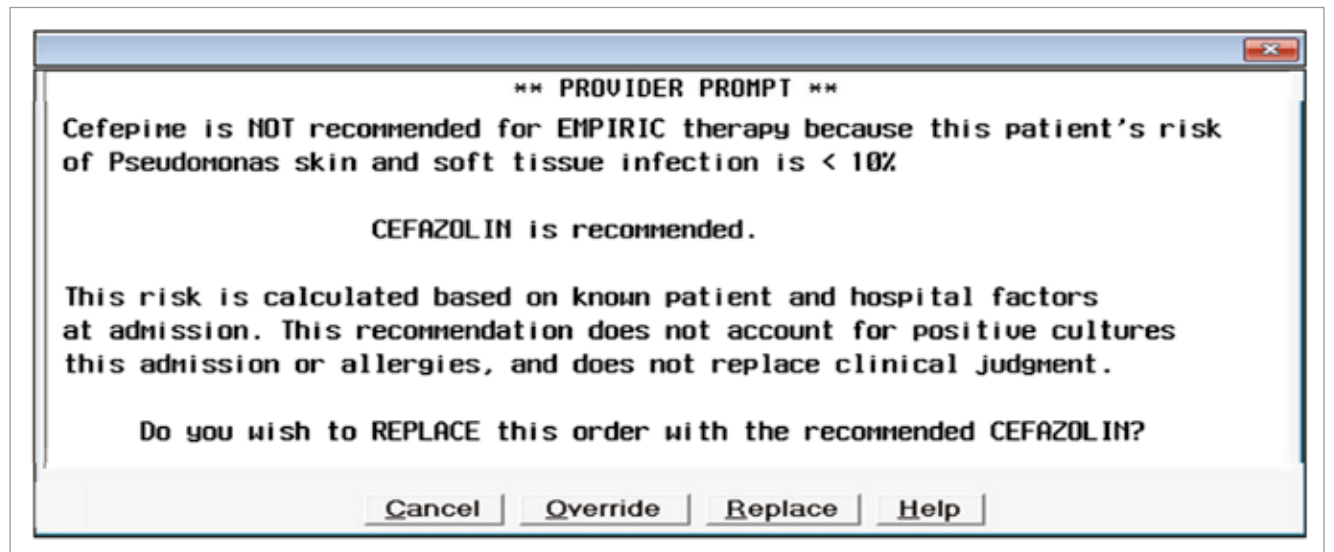 ** PROVIDER PROMPT **
Cefepime is NOT recommended for EMPIRIC therapy because this patient's risk
of Pseudomonas skin and soft tissue infection is < 10%
CEFAZOLIN is recommended.
This risk is calculated based on known patient and hospital factors
at admission. This recommendation does not account for positive cultures
this admission or allergies, and does not replace clinical judgment.
Do you wish to REPLACE this order with the recommended CEFAZOLIN?
Cancel Override Replace Help